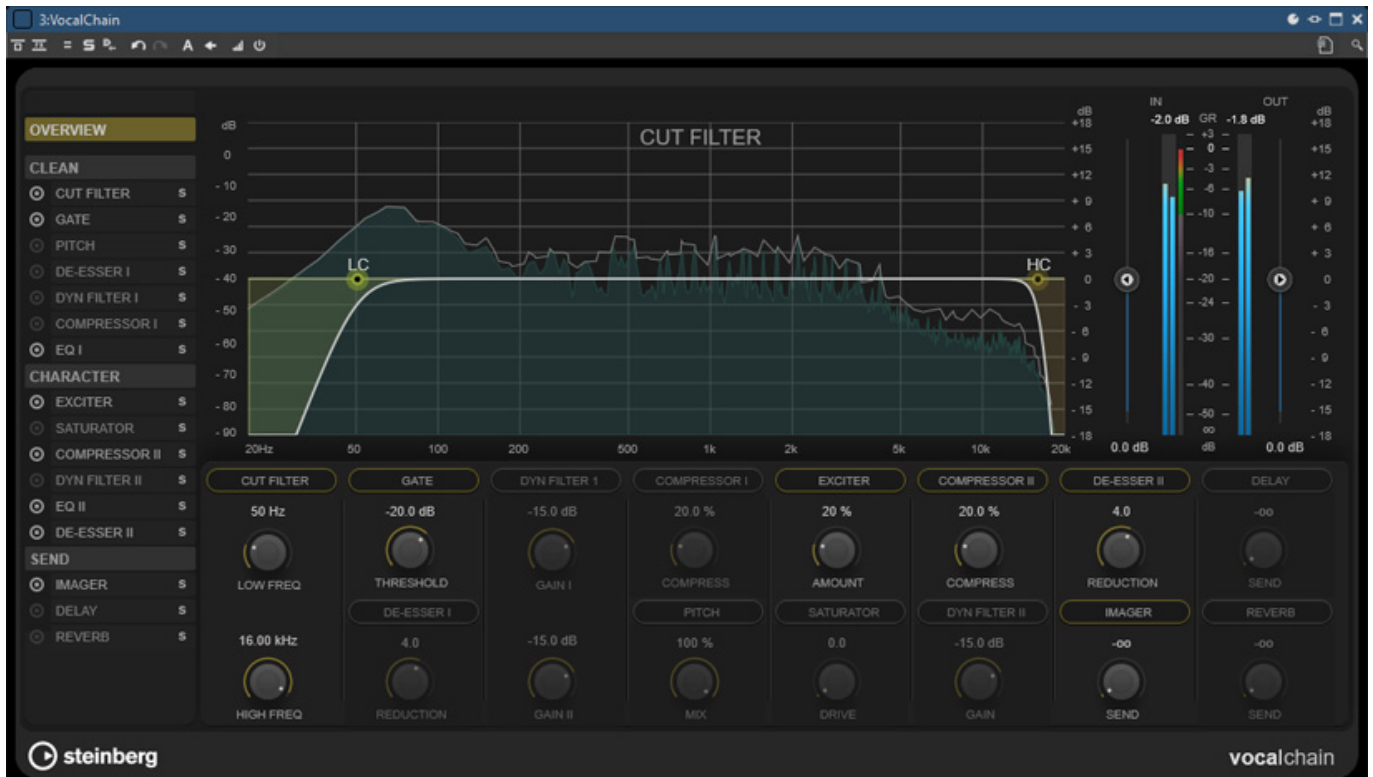 3:VocalChain
A
OVERVIEW
CLEAN
CUT FILTER S
GATE S
PITCH S
DE-ESSER I S
DYN FILTER I S
COMPRESSOR I S
EQ I S
CHARACTER
EXCITER S
SATURATOR S
COMPRESSOR II S
DYN FILTER II S
EQ II S
DE-ESSER II S
SEND
IMAGER S
DELAY S
REVERB S
CUT FILTER
dB
0
- 10
- 20
- 30
- 40
- 50
- 60
- 70
- 80
- 90
LC
HC
20Hz 50 100 200 500 1k 2k 5k 10k 20k
dB
+18
+15
+12
+ 9
+ 6
+ 3
0
- 3
- 6
- 9
- 12
- 15
- 18
IN OUT
-2.0 dB GR -1.8 dB
+3
0
-3
-6
-10
-16
-20
-24
-30
-40
-50
∞
dB
dB
+18
+15
+12
+ 9
+ 6
+ 3
0
- 3
- 6
- 9
- 12
- 15
- 18
0.0 dB 0.0 dB
CUT FILTER GATE DYN FILTER 1 COMPRESSOR I EXCITER COMPRESSOR II DE-ESSER II DELAY
50 Hz -20.0 dB -15.0 dB 20.0 % 20 % 20.0 % 4.0 -oo
LOW FREQ THRESHOLD GAIN I COMPRESS AMOUNT COMPRESS REDUCTION SEND
DE-ESSER I PITCH SATURATOR DYN FILTER II IMAGER REVERB
16.00 kHz 4.0 -15.0 dB 100 % 0.0 -15.0 dB -oo -oo
HIGH FREQ REDUCTION GAIN II MIX DRIVE GAIN SEND SEND
steinberg
vocalchain